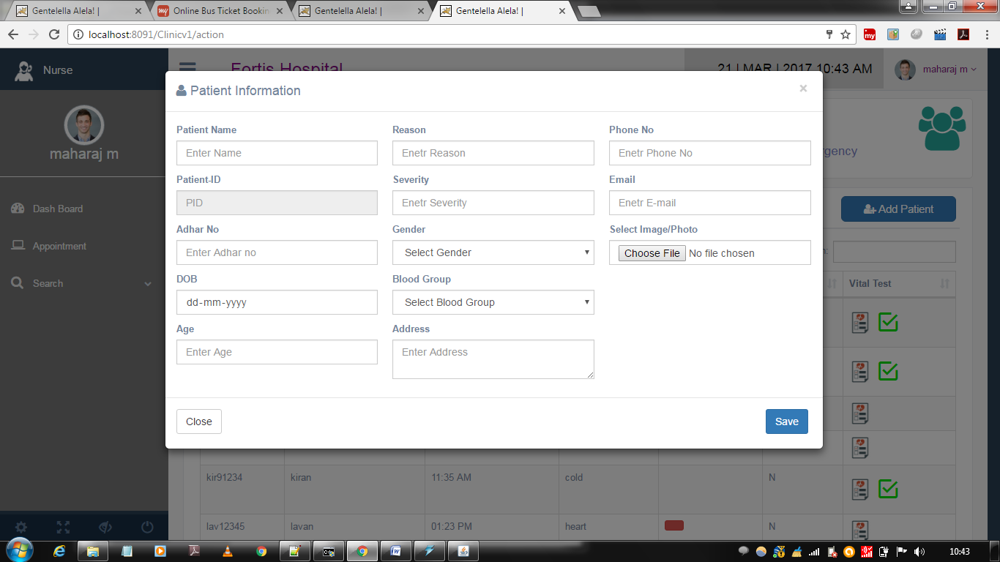 Gentelella Alela! |
Online Bus Ticket Bookin
Gentelella Alela! |
Gentelella Alela! |
localhost:8091/Clinicv1/action
my
Nurse
Fortis Hospital
21 | MAR | 2017 10:43 AM
maharaj m
maharaj m
Dash Board
Appointment
Search
Patient Information
×
Patient Name
Reason
Phone No
Enter Name
Enetr Reason
Enetr Phone No
Patient-ID
Severity
Email
PID
Enetr Severity
Enetr E-mail
Adhar No
Gender
Select Image/Photo
Enter Adhar no
Select Gender
Choose File No file chosen
DOB
Blood Group
dd-mm-yyyy
Select Blood Group
Age
Address
Enter Age
Enter Address
Close
Save
rgency
Add Patient
Vital Test
kir91234 kiran 11:35 AM cold N
lav12345 lavan 01:23 PM heart N
10:43